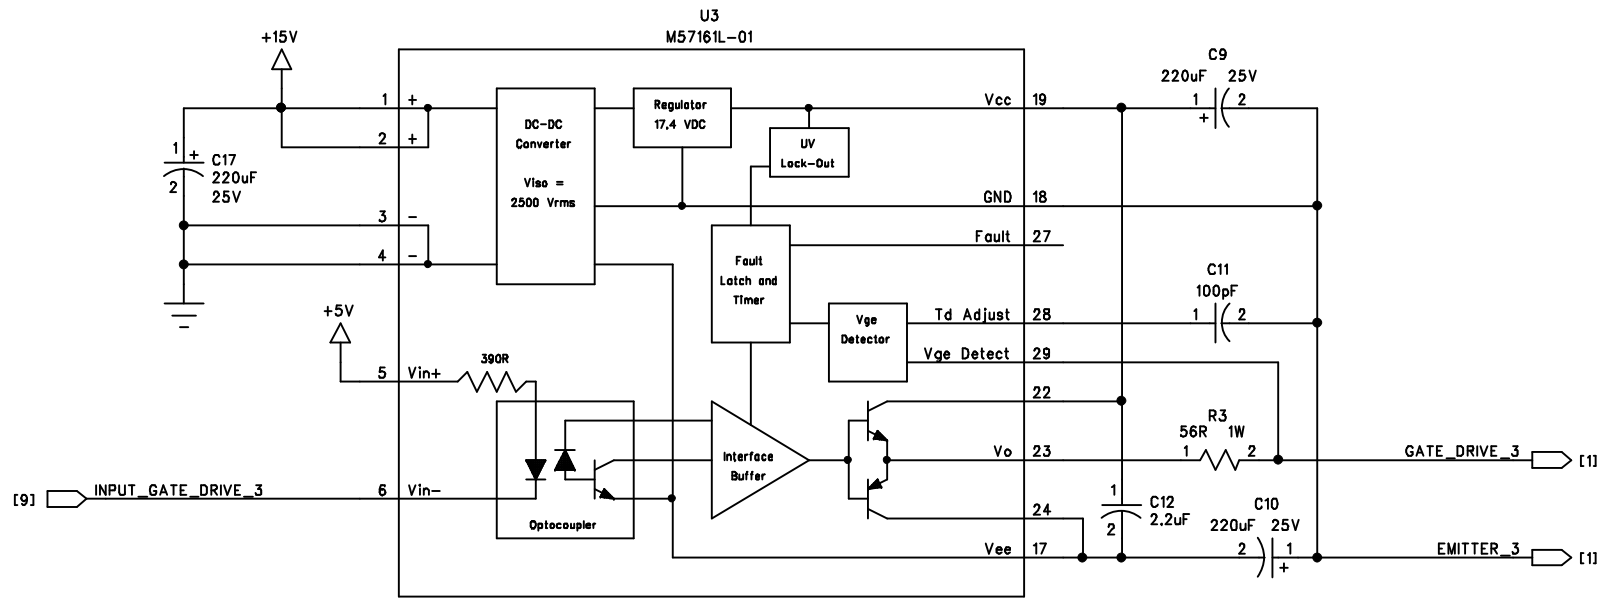 U3
M57161L-01
+15V
1 +
2 +
1 +
C17
220uF
25V
2
3 -
4 -
DC-DC
Converter
Viso =
2500 Vrms
Regulator
17.4 VDC
UV
Lock-Out
Vcc 19
GND 18
Fault 27
Fault
Latch and
Timer
Vge
Detector
Td Adjust 28
Vge Detect 29
C9
220uF 25V
1 2
+
C11
100pF
1 2
+5V
5 Vin+
390R
[9] INPUT_GATE_DRIVE_3 6 Vin-
Optocoupler
Interface
Buffer
22
Vo 23
24
Vee 17
R3
56R 1W
1 2
GATE_DRIVE_3 [1]
1
C12
2.2uF
2
C10
220uF 25V
2 1
+
EMITTER_3 [1]